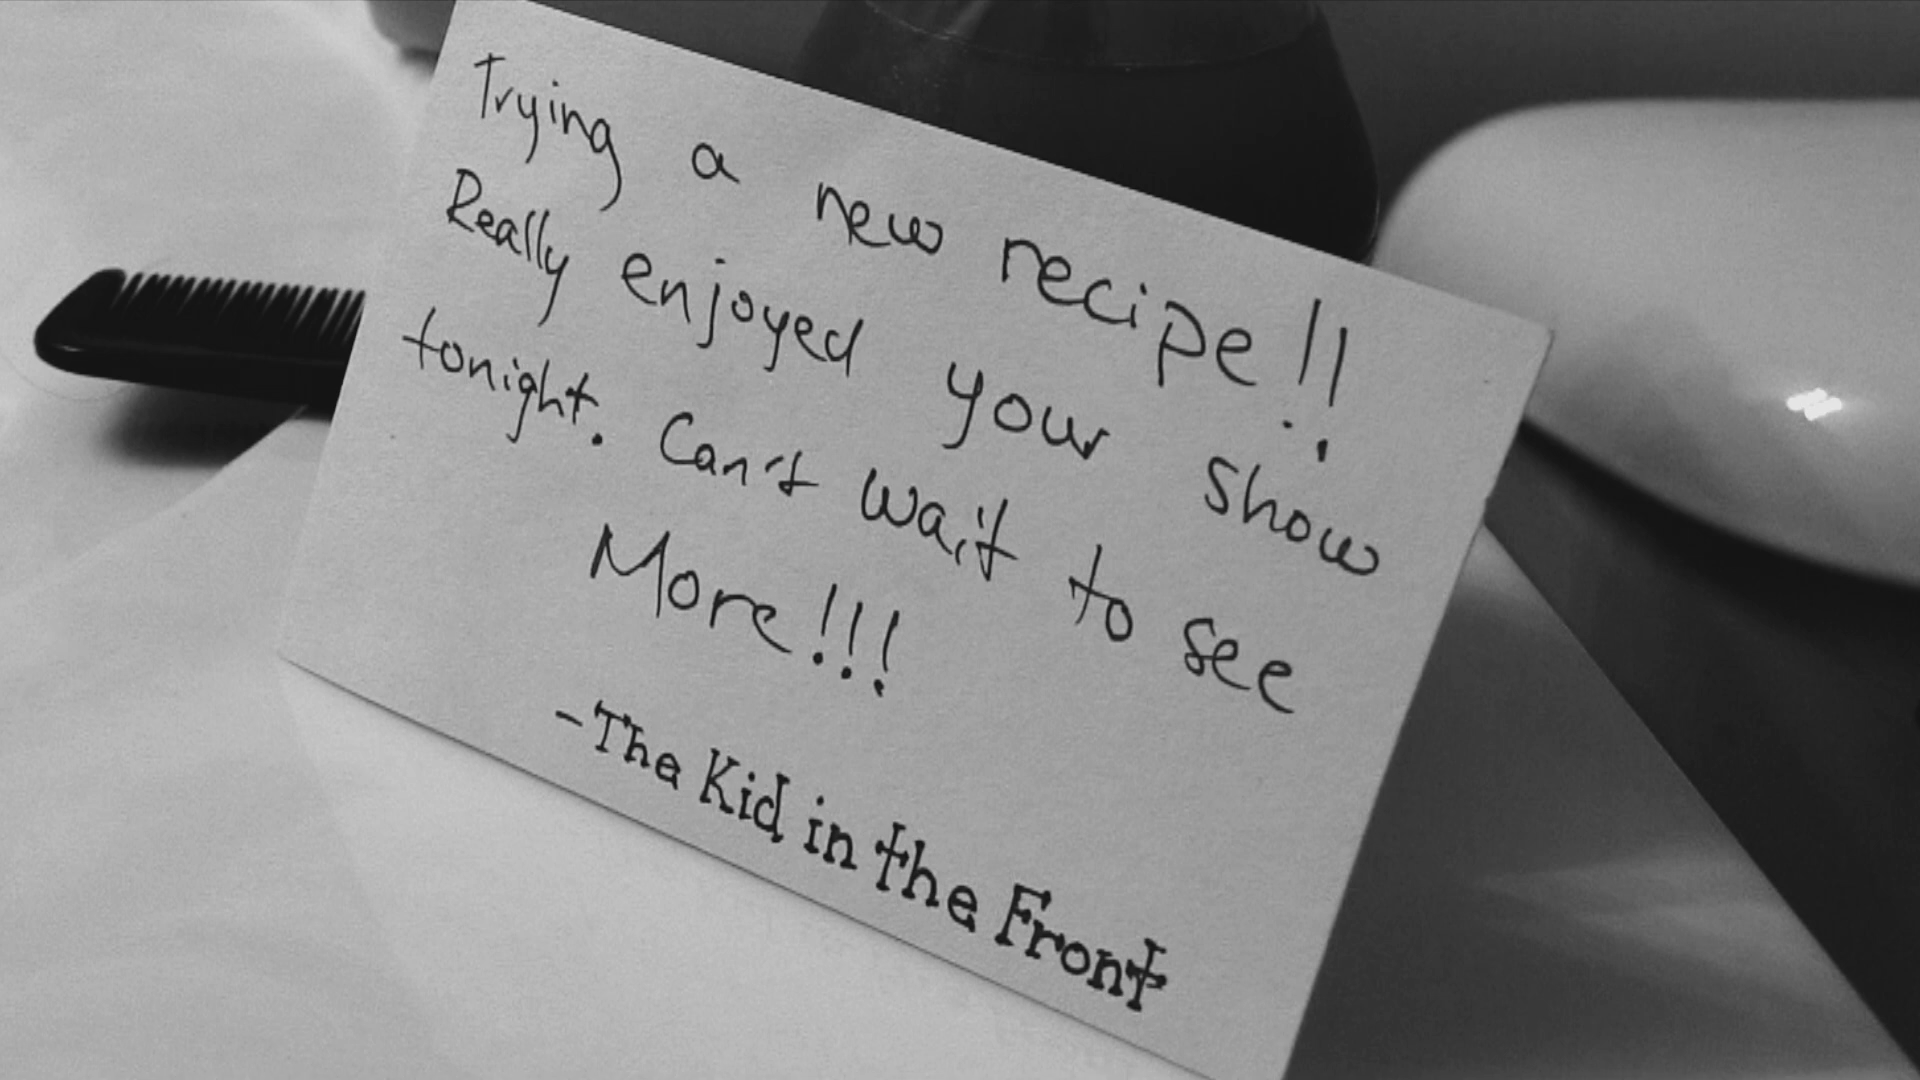 Trying a new recipe!!
Really enjoyed your show
tonight. Can't wait to see
More!!!
-The Kid in the Front